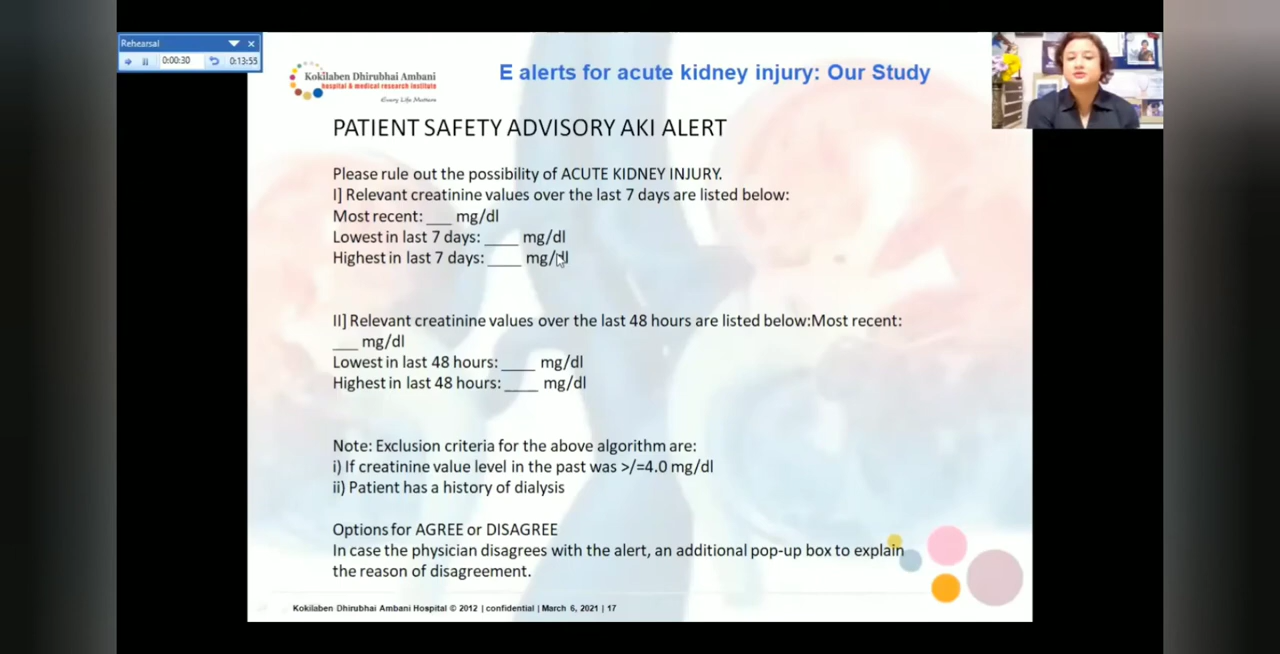 Rehearsal
0:00:30 0:13:55
Kokilaben Dhirubhai Ambani
hospital & medical research institute
Every Life Matters
E alerts for acute kidney injury: Our Study
PATIENT SAFETY ADVISORY AKI ALERT
Please rule out the possibility of ACUTE KIDNEY INJURY.
I] Relevant creatinine values over the last 7 days are listed below:
Most recent: ___ mg/dl
Lowest in last 7 days: ____ mg/dl
Highest in last 7 days: ____ mg/dl
II] Relevant creatinine values over the last 48 hours are listed below:Most recent:
___ mg/dl
Lowest in last 48 hours: ____ mg/dl
Highest in last 48 hours: ____ mg/dl
Note: Exclusion criteria for the above algorithm are:
i) If creatinine value level in the past was >/=4.0 mg/dl
ii) Patient has a history of dialysis
Options for AGREE or DISAGREE
In case the physician disagrees with the alert, an additional pop-up box to explain
the reason of disagreement.
Kokilaben Dhirubhai Ambani Hospital © 2012 | confidential | March 6, 2021 | 17